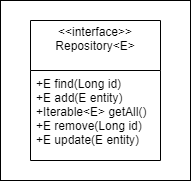 <<interface>>
Repository<E>
+E find(Long id)
+E add(E entity)
+Iterable<E> getAll()
+E remove(Long id)
+E update(E entity)